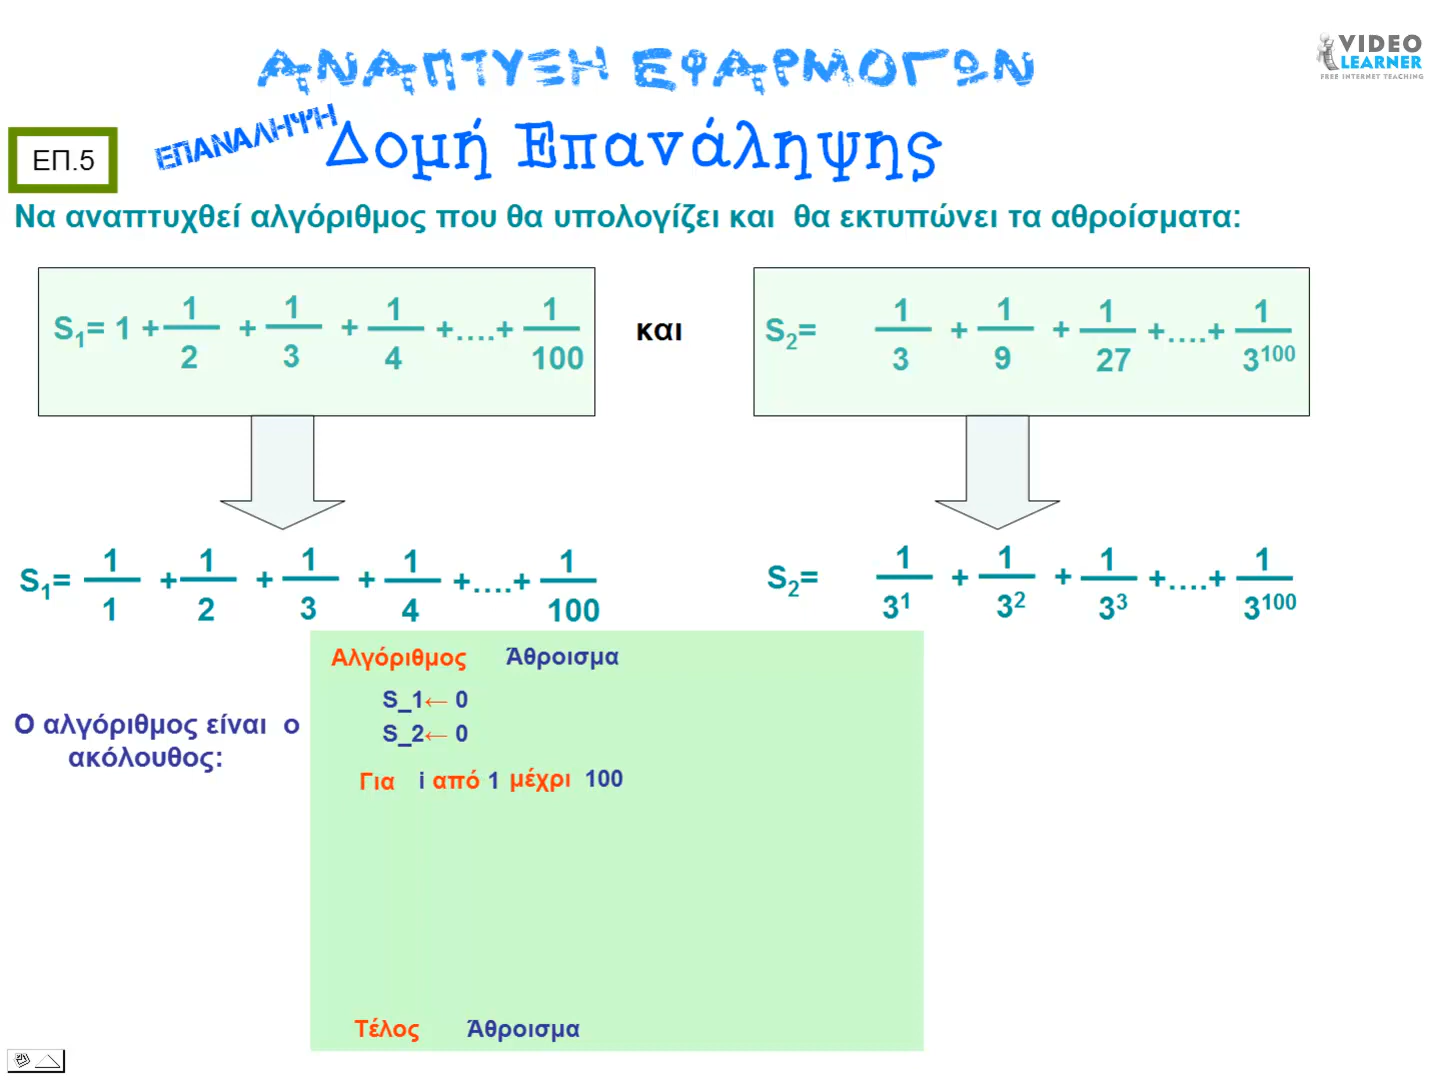 ΑΝΑΠΤΥΞΗ ΕΦΑΡΜΟΓΩΝ
VIDEO
LEARNER
FREE INTERNET TEACHING
ΕΠΑΝΑΛΗΨΗ
Δομή Επανάληψης
ΕΠ.5
Να αναπτυχθεί αλγόριθμος που θα υπολογίζει και θα εκτυπώνει τα αθροίσματα:
S₁= 1 + 1/2 + 1/3 + 1/4 +....+ 1/100
και
S₂= 1/3 + 1/9 + 1/27 +....+ 1/3¹⁰⁰
S₁= 1/1 + 1/2 + 1/3 + 1/4 +....+ 1/100
S₂= 1/3¹ + 1/3² + 1/3³ +....+ 1/3¹⁰⁰
Ο αλγόριθμος είναι ο
ακόλουθος:
Αλγόριθμος Άθροισμα
S_1← 0
S_2← 0
Για i από 1 μέχρι 100
Τέλος Άθροισμα